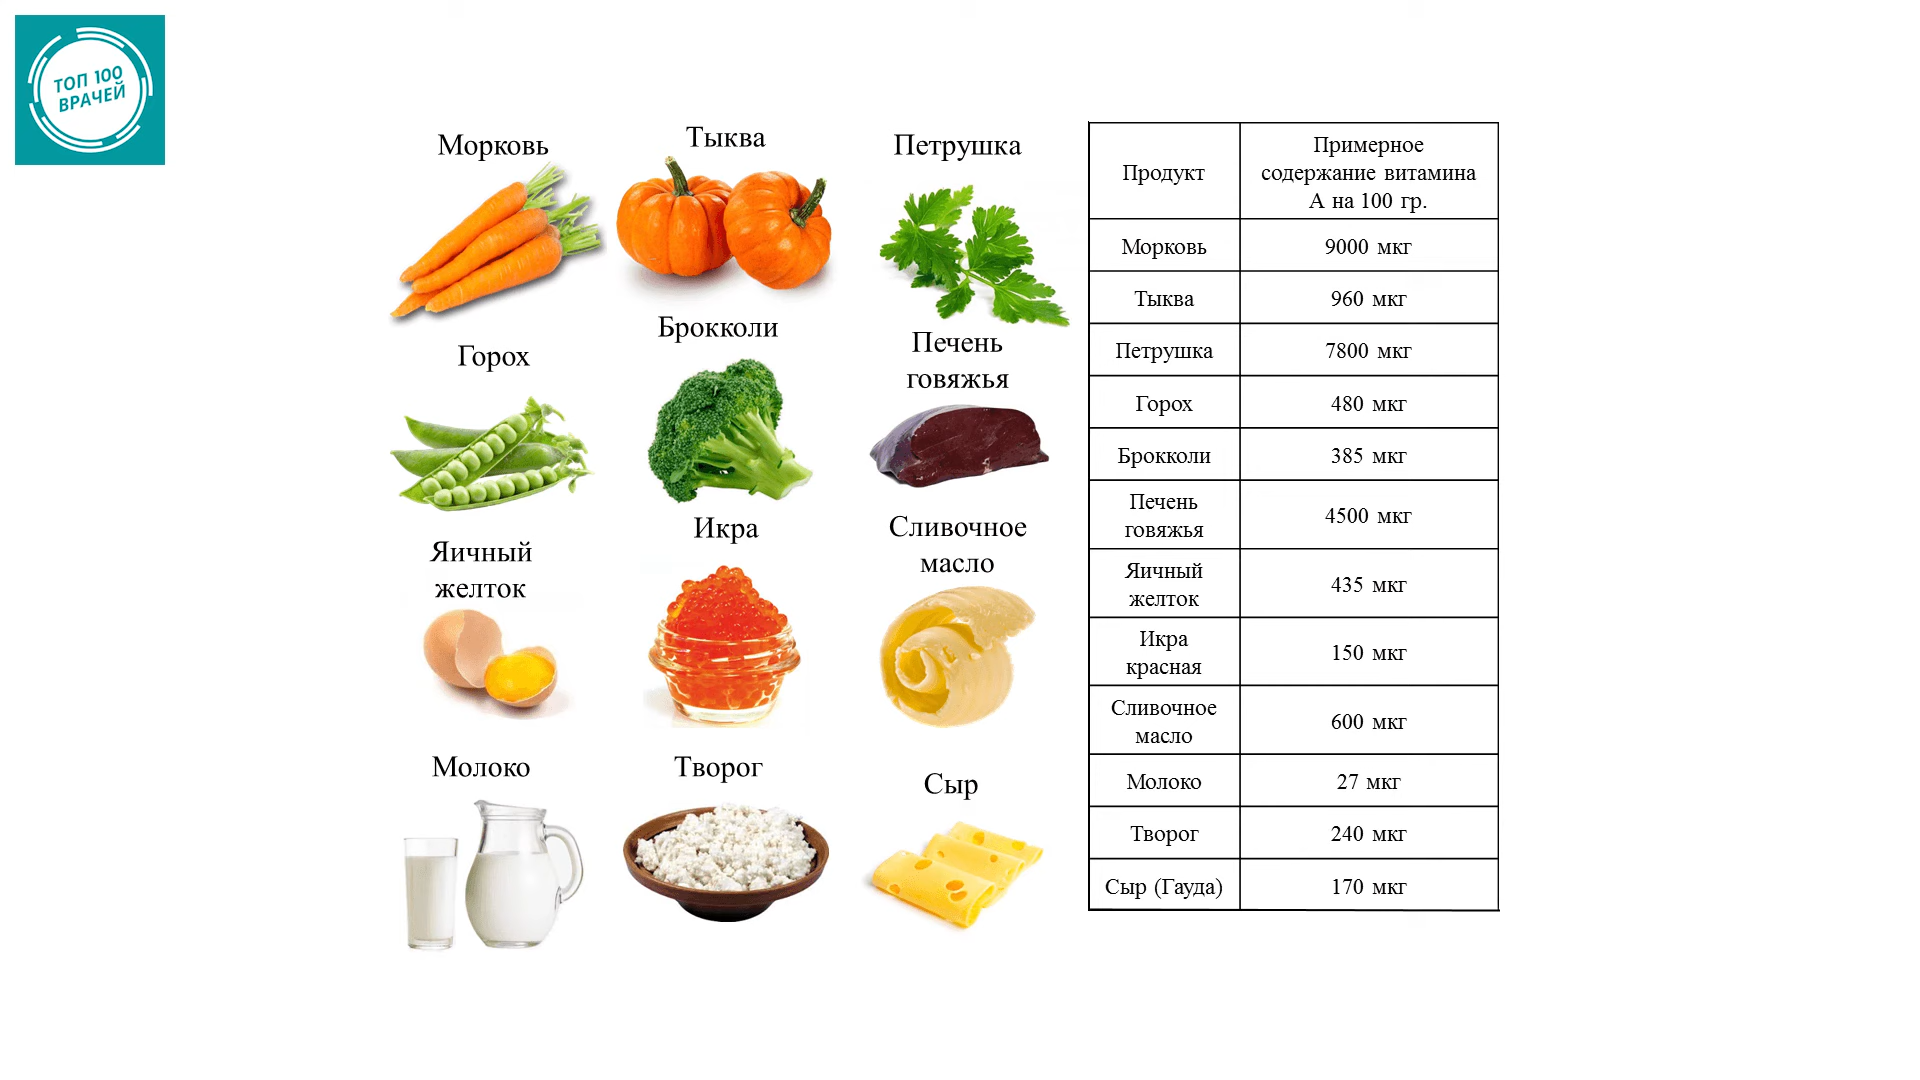 ТОП 100
ВРАЧЕЙ
Морковь
Тыква
Петрушка
Горох
Брокколи
Печень
говяжья
Яичный
желток
Икра
Сливочное
масло
Молоко
Творог
Сыр
Продукт
Примерное
содержание витамина
А на 100 гр.
Морковь 9000 мкг
Тыква 960 мкг
Петрушка 7800 мкг
Горох 480 мкг
Брокколи 385 мкг
Печень
говяжья
4500 мкг
Яичный
желток
435 мкг
Икра
красная
150 мкг
Сливочное
масло
600 мкг
Молоко 27 мкг
Творог 240 мкг
Сыр (Гауда) 170 мкг